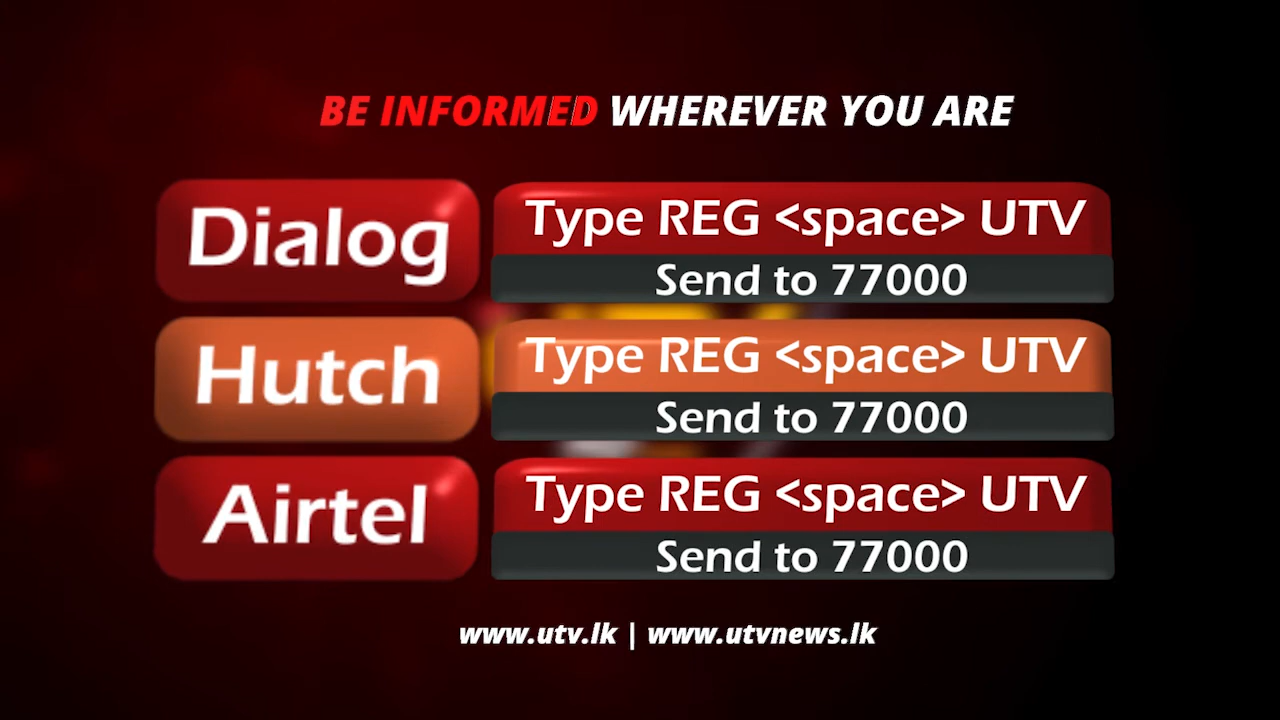 BE INFORMED WHEREVER YOU ARE
Dialog
Type REG <space> UTV
Send to 77000
Hutch
Type REG <space> UTV
Send to 77000
Airtel
Type REG <space> UTV
Send to 77000
www.utv.lk | www.utvnews.lk